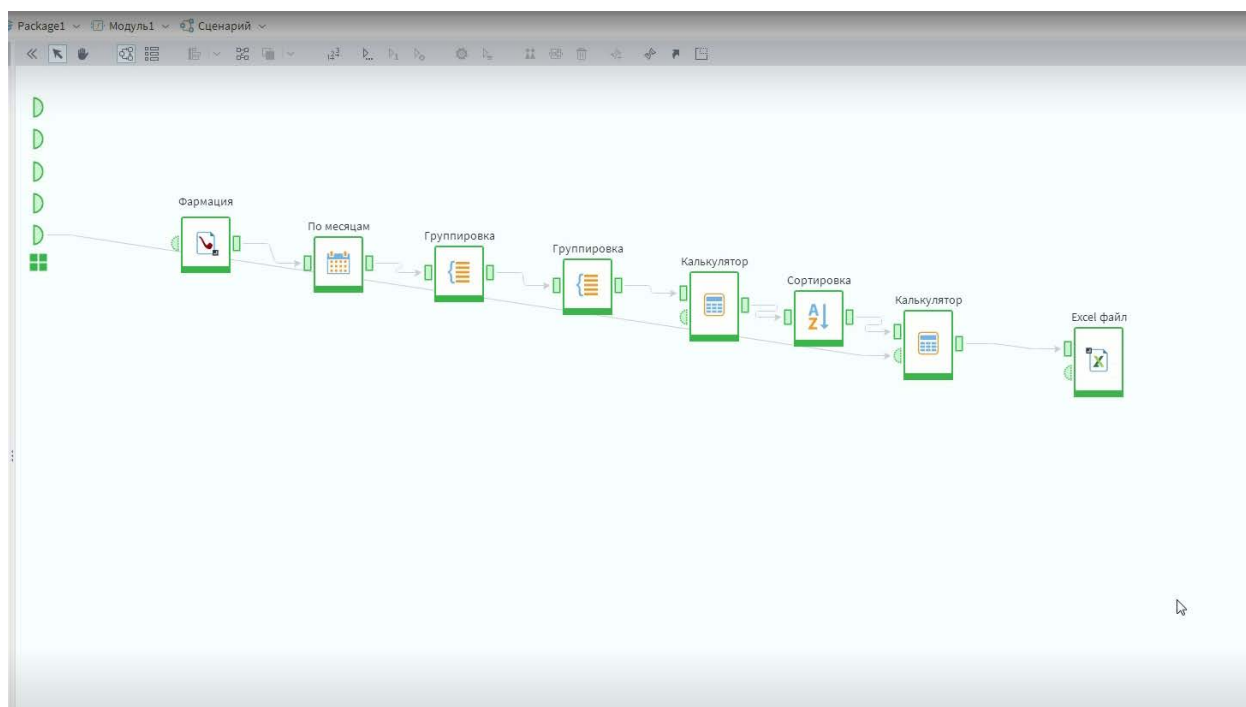 Package1 Модуль1 Сценарий
Фармация
По месяцам
Группировка
Группировка
Калькулятор
Сортировка
Калькулятор
Excel файл